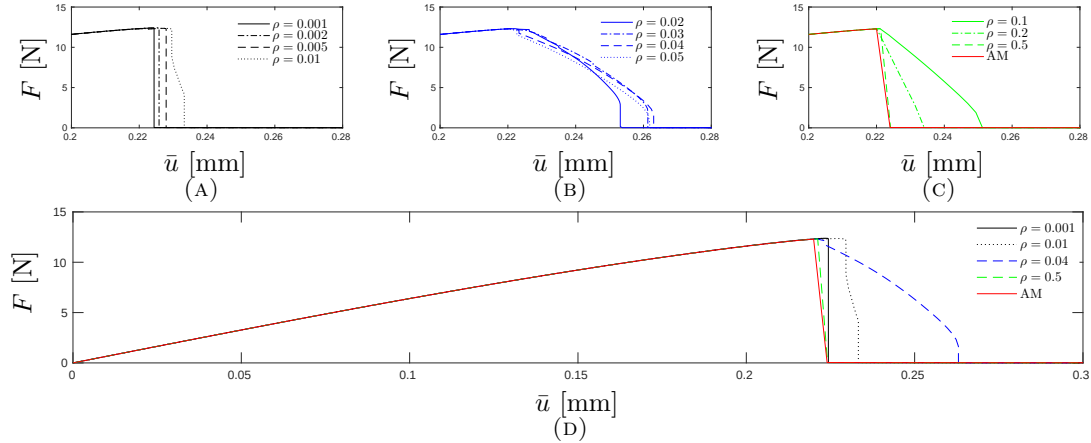 F [N]
15
10
5
0
0.2
0.22
0.24
0.26
0.28
ρ = 0.001
ρ = 0.002
ρ = 0.005
ρ = 0.01
ū [mm]
(A)
F [N]
15
10
5
0
0.2
0.22
0.24
0.26
0.28
ρ = 0.02
ρ = 0.03
ρ = 0.04
ρ = 0.05
ū [mm]
(B)
F [N]
15
10
5
0
0.2
0.22
0.24
0.26
0.28
ρ = 0.1
ρ = 0.2
ρ = 0.5
AM
ū [mm]
(C)
F [N]
15
10
5
0
0
0.05
0.1
0.15
0.2
0.25
0.3
ρ = 0.001
ρ = 0.01
ρ = 0.04
ρ = 0.5
AM
ū [mm]
(D)